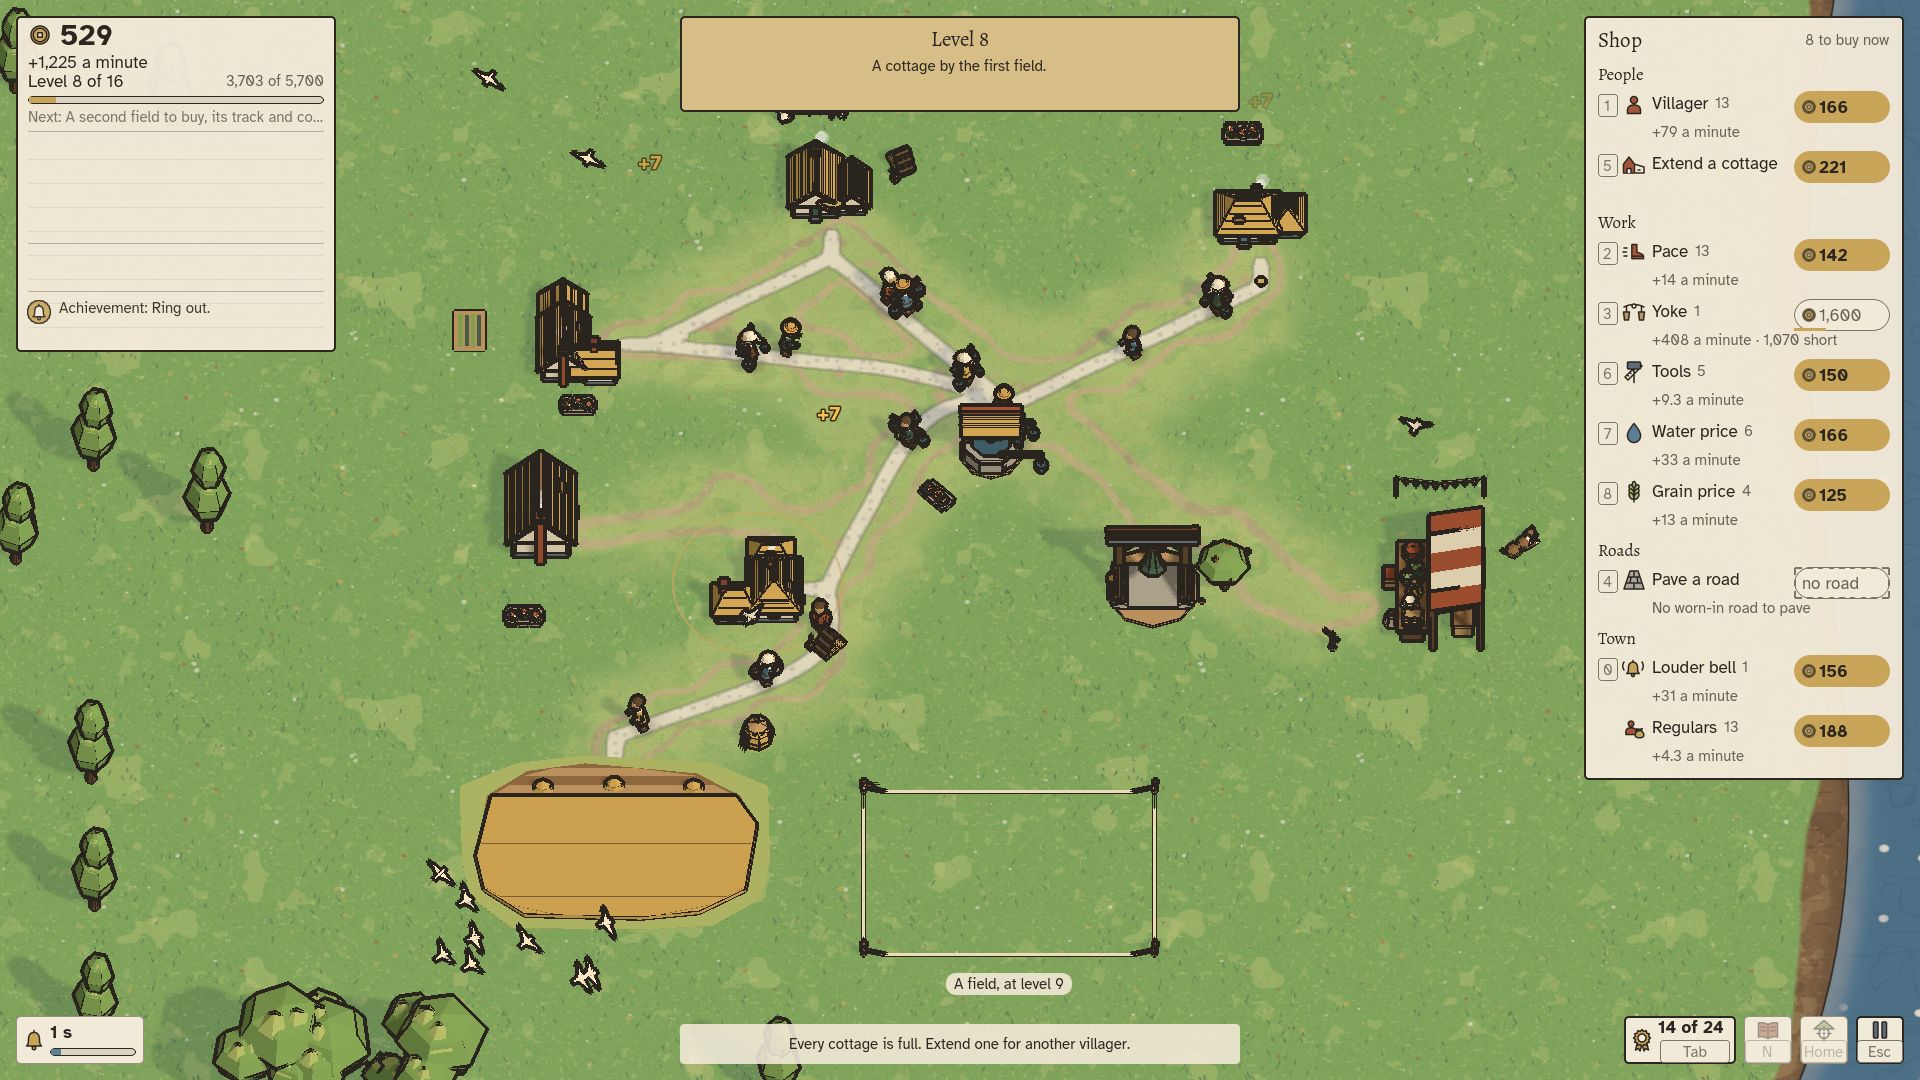 529
+1,225 a minute
Level 8 of 16 3,703 of 5,700
Next: A second field to buy, its track and co...
Achievement: Ring out.
1 s
Level 8
A cottage by the first field.
+7
+7
+7
A field, at level 9
Every cottage is full. Extend one for another villager.
Shop 8 to buy now
People
1 Villager 13 166
+79 a minute
5 Extend a cottage 221
Work
2 Pace 13 142
+14 a minute
3 Yoke 1 1,600
+408 a minute · 1,070 short
6 Tools 5 150
+9.3 a minute
7 Water price 6 166
+33 a minute
8 Grain price 4 125
+13 a minute
Roads
4 Pave a road no road
No worn-in road to pave
Town
0 Louder bell 1 156
+31 a minute
Regulars 13 188
+4.3 a minute
14 of 24
Tab N Home Esc